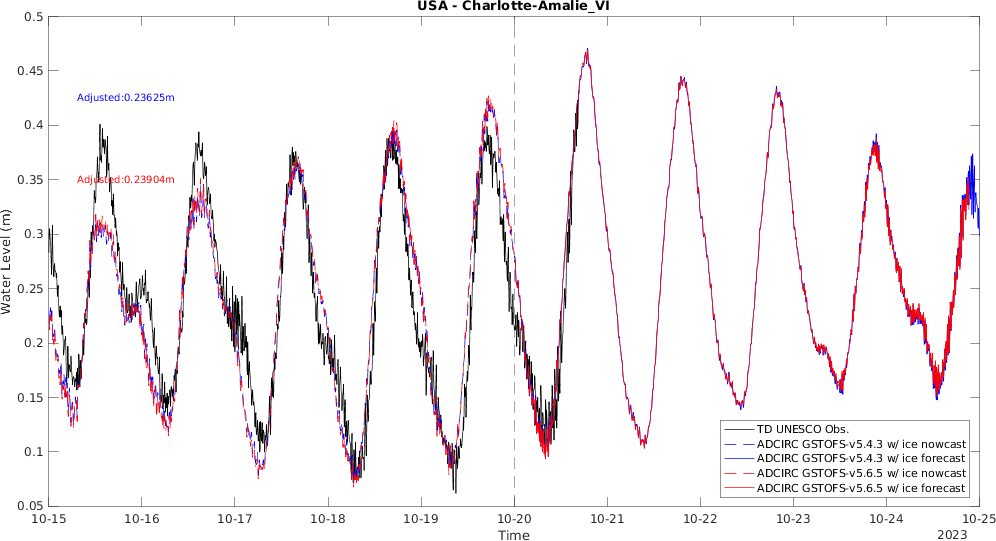 USA - Charlotte-Amalie_VI
0.5
0.45
0.4
0.35
0.3
0.25
0.2
0.15
0.1
0.05
Water Level (m)
Adjusted:0.23625m
Adjusted:0.23904m
TD UNESCO Obs.
ADCIRC GSTOFS-v5.4.3 w/ ice nowcast
ADCIRC GSTOFS-v5.4.3 w/ ice forecast
ADCIRC GSTOFS-v5.6.5 w/ ice nowcast
ADCIRC GSTOFS-v5.6.5 w/ ice forecast
10-15 10-16 10-17 10-18 10-19 10-20 10-21 10-22 10-23 10-24 10-25
Time
2023